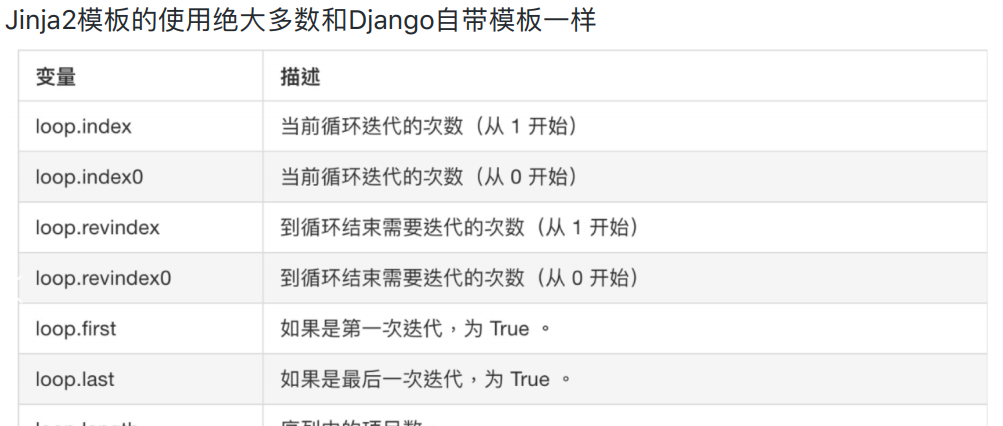 Jinja2模板的使用绝大多数和Django自带模板一样
变量 描述
loop.index 当前循环迭代的次数（从 1 开始）
loop.index0 当前循环迭代的次数（从 0 开始）
loop.revindex 到循环结束需要迭代的次数（从 1 开始）
loop.revindex0 到循环结束需要迭代的次数（从 0 开始）
loop.first 如果是第一次迭代，为 True 。
loop.last 如果是最后一次迭代，为 True 。